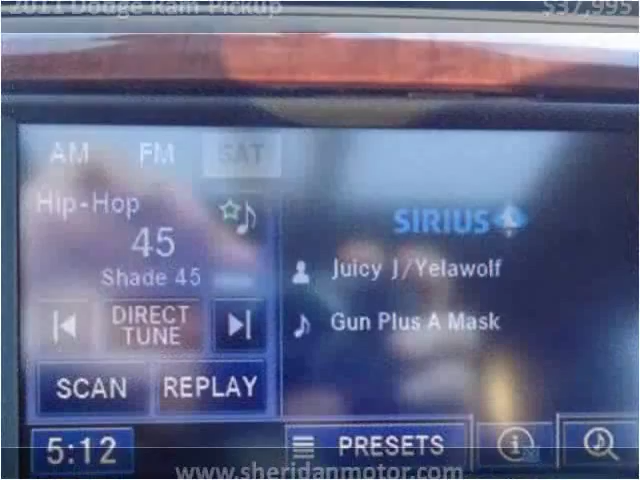 2011 Dodge Ram Pickup $37,995
AM FM SAT
Hip-Hop
45
Shade 45
DIRECT
TUNE
SCAN REPLAY
SIRIUS
Juicy J/Yelawolf
Gun Plus A Mask
5:12
PRESETS
i
www.sheridanmotor.com